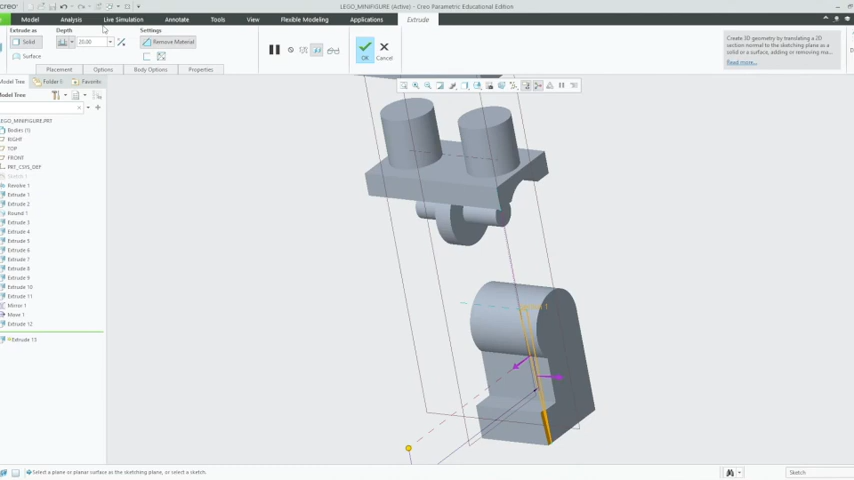 creo
LEGO_MINIFIGURE (Active) - Creo Parametric Educational Edition
Model Analysis Live Simulation Annotate Tools View Flexible Modeling Applications Extrude
Extrude as Depth Settings
Solid 20.00 Remove Material OK Cancel
Surface
Placement Options Body Options Properties
Create 3D geometry by translating a 2D
section normal to the sketching plane as
a solid or a surface, adding or removing ma...
Read more...
Model Tree Folder Favorites
Model Tree
LEGO_MINIFIGURE.PRT
Bodies (1)
RIGHT
TOP
FRONT
PRT_CSYS_DEF
Sketch 1
Revolve 1
Extrude 1
Extrude 2
Round 1
Extrude 3
Extrude 4
Extrude 5
Extrude 6
Extrude 7
Extrude 8
Extrude 9
Extrude 10
Extrude 11
Mirror 1
Move 1
Extrude 12
Extrude 13
Select a plane or planar surface as the sketching plane, or select a sketch.
Sketch